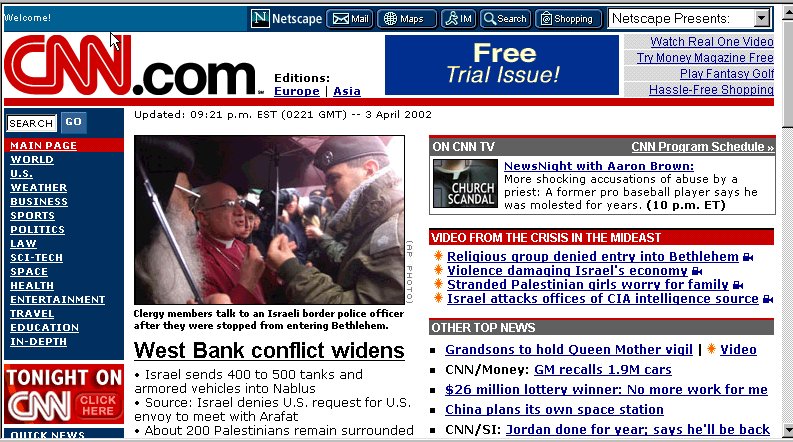 Welcome!
N Netscape Mail Maps IM Search Shopping Netscape Presents:
CNN.com
Editions:
Europe | Asia
Free
Trial Issue!
Watch Real One Video
Try Money Magazine Free
Play Fantasy Golf
Hassle-Free Shopping
SEARCH GO
MAIN PAGE
WORLD
U.S.
WEATHER
BUSINESS
SPORTS
POLITICS
LAW
SCI-TECH
SPACE
HEALTH
ENTERTAINMENT
TRAVEL
EDUCATION
IN-DEPTH
TONIGHT ON
CNN CLICK
HERE
QUICK NEWS
Updated: 09:21 p.m. EST (0221 GMT) -- 3 April 2002
(AP PHOTO)
Clergy members talk to an Israeli border police officer
after they were stopped from entering Bethlehem.
West Bank conflict widens
• Israel sends 400 to 500 tanks and
armored vehicles into Nablus
• Source: Israel denies U.S. request for U.S.
envoy to meet with Arafat
• About 200 Palestinians remain surrounded
ON CNN TV CNN Program Schedule »
CHURCH
SCANDAL
NewsNight with Aaron Brown:
More shocking accusations of abuse by a
priest: A former pro baseball player says he
was molested for years. (10 p.m. ET)
VIDEO FROM THE CRISIS IN THE MIDEAST
Religious group denied entry into Bethlehem
Violence damaging Israel's economy
Stranded Palestinian girls worry for family
Israel attacks offices of CIA intelligence source
OTHER TOP NEWS
Grandsons to hold Queen Mother vigil | Video
CNN/Money: GM recalls 1.9M cars
$26 million lottery winner: No more work for me
China plans its own space station
CNN/SI: Jordan done for year; says he'll be back